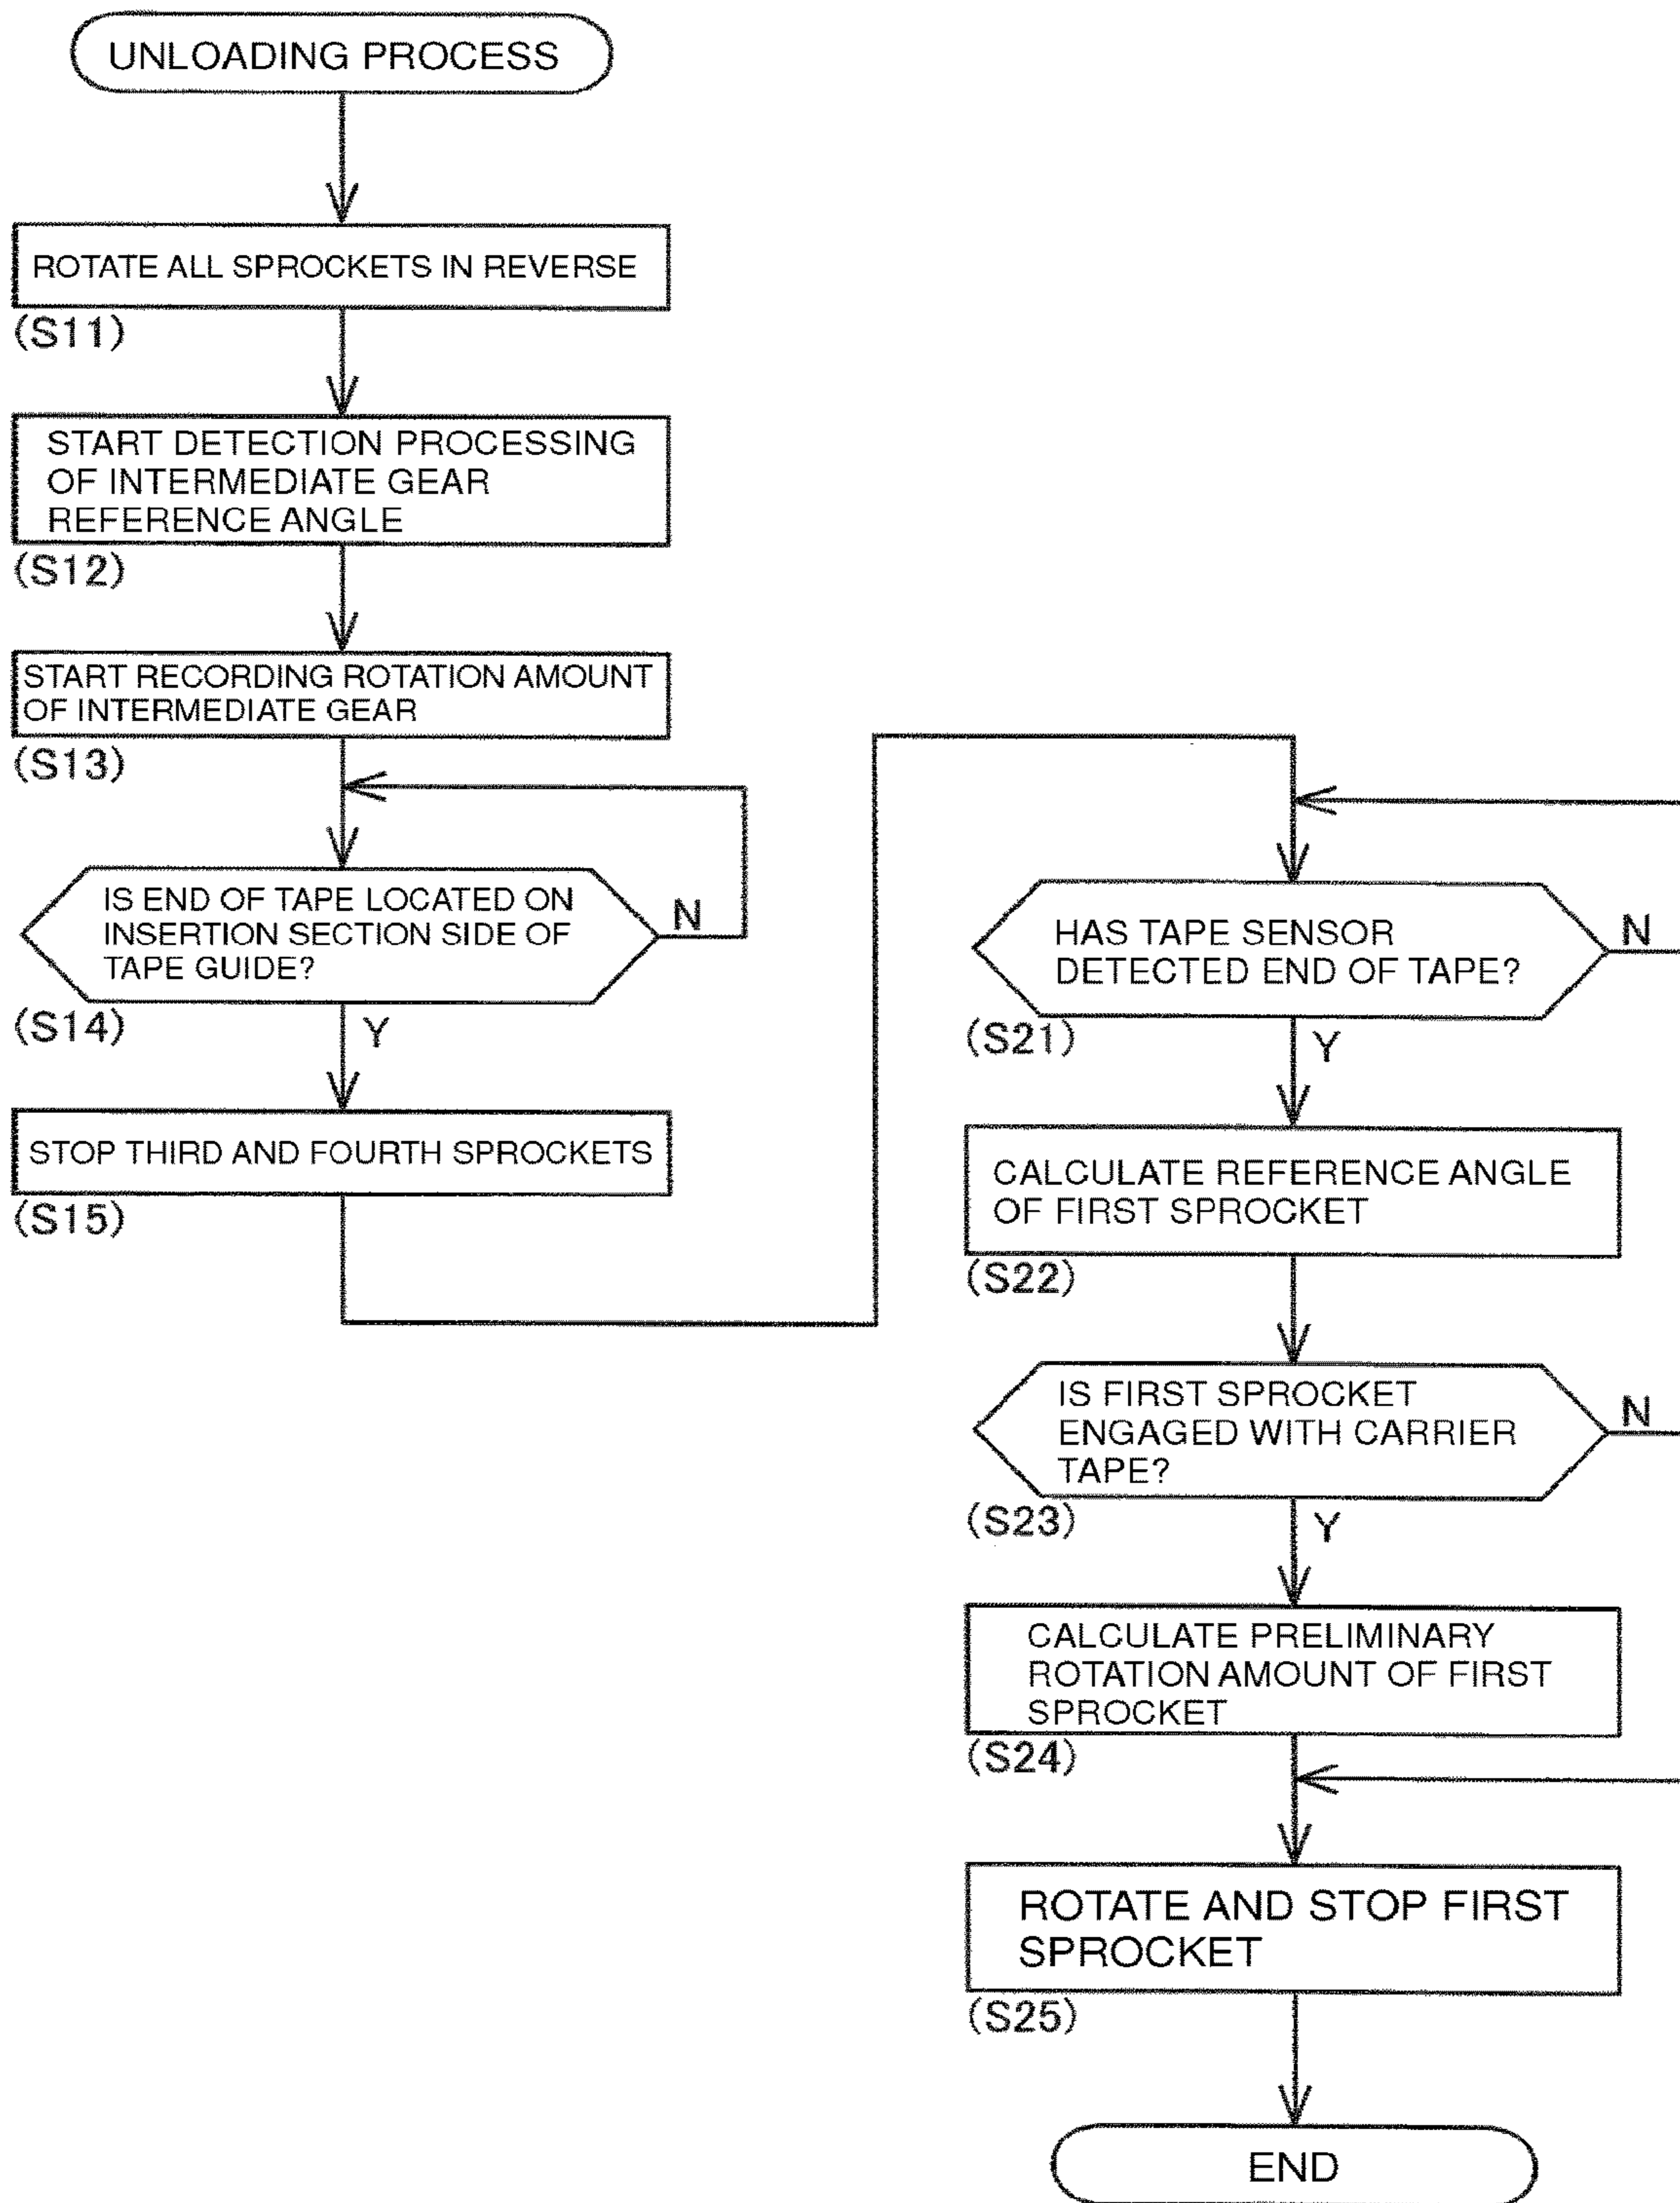 UNLOADING PROCESS
ROTATE ALL SPROCKETS IN REVERSE
(S11)
START DETECTION PROCESSING
OF INTERMEDIATE GEAR
REFERENCE ANGLE
(S12)
START RECORDING ROTATION AMOUNT
OF INTERMEDIATE GEAR
(S13)
IS END OF TAPE LOCATED ON
INSERTION SECTION SIDE OF
TAPE GUIDE?
N
(S14)
Y
STOP THIRD AND FOURTH SPROCKETS
(S15)
HAS TAPE SENSOR
DETECTED END OF TAPE?
N
(S21)
Y
CALCULATE REFERENCE ANGLE
OF FIRST SPROCKET
(S22)
IS FIRST SPROCKET
ENGAGED WITH CARRIER
TAPE?
N
(S23)
Y
CALCULATE PRELIMINARY
ROTATION AMOUNT OF FIRST
SPROCKET
(S24)
ROTATE AND STOP FIRST
SPROCKET
(S25)
END